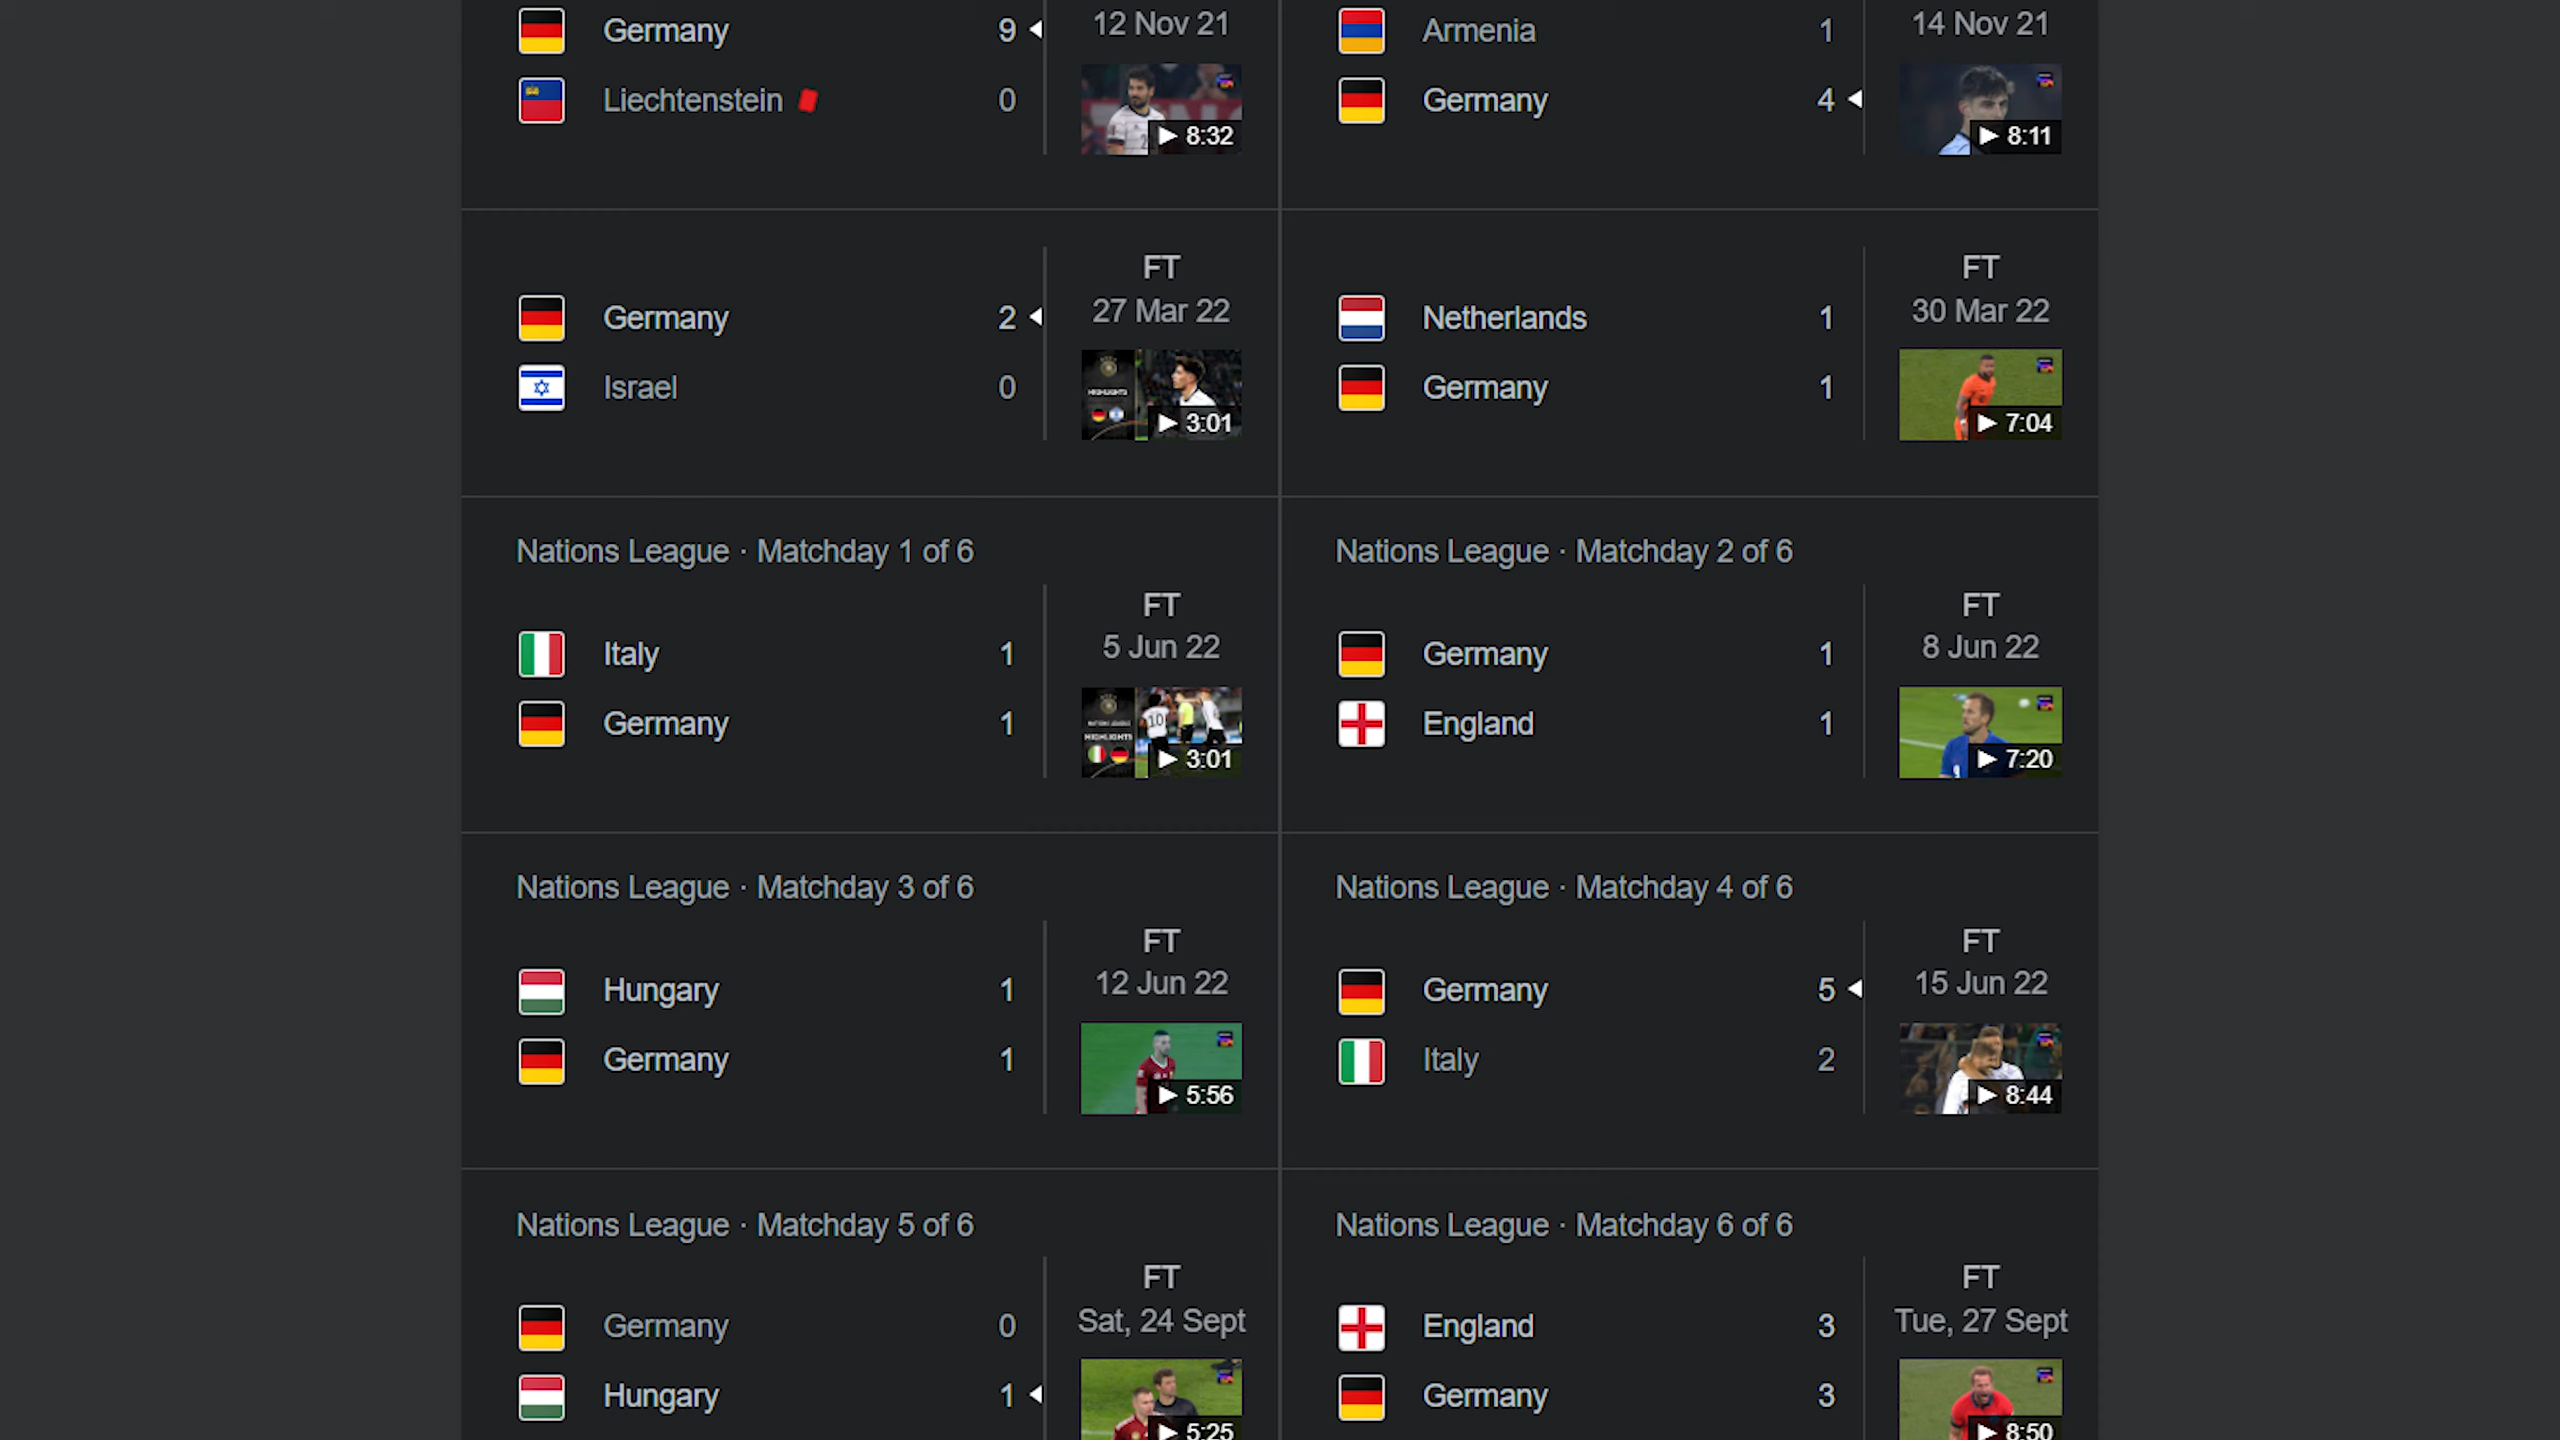 Germany 9 12 Nov 21
Liechtenstein 0
8:32
Armenia 1 14 Nov 21
Germany 4
8:11
FT
27 Mar 22
Germany 2
Israel 0
HIGHLIGHTS
3:01
FT
30 Mar 22
Netherlands 1
Germany 1
7:04
Nations League · Matchday 1 of 6
FT
5 Jun 22
Italy 1
Germany 1
NATIONS LEAGUE
HIGHLIGHTS
10
3:01
Nations League · Matchday 2 of 6
FT
8 Jun 22
Germany 1
England 1
7:20
Nations League · Matchday 3 of 6
FT
12 Jun 22
Hungary 1
Germany 1
5:56
Nations League · Matchday 4 of 6
FT
15 Jun 22
Germany 5
Italy 2
8:44
Nations League · Matchday 5 of 6
FT
Sat, 24 Sept
Germany 0
Hungary 1
5:25
Nations League · Matchday 6 of 6
FT
Tue, 27 Sept
England 3
Germany 3
8:50